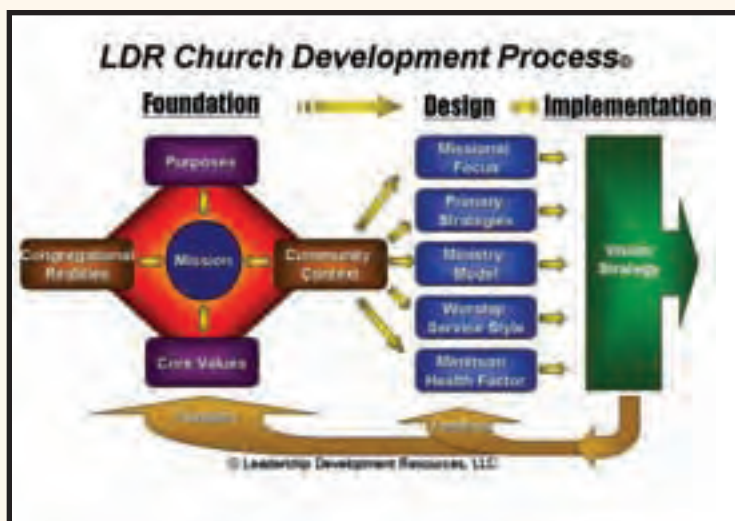 LDR Church Development Process©
Foundation
Design
Implementation
Purposes
Congregational
Realities
Mission
Community
Context
Core Values
Missional
Focus
Primary
Strategies
Ministry
Model
Worship
Service Style
Minimum
Health Factor
Vision
Strategy
© Leadership Development Resources, LLC